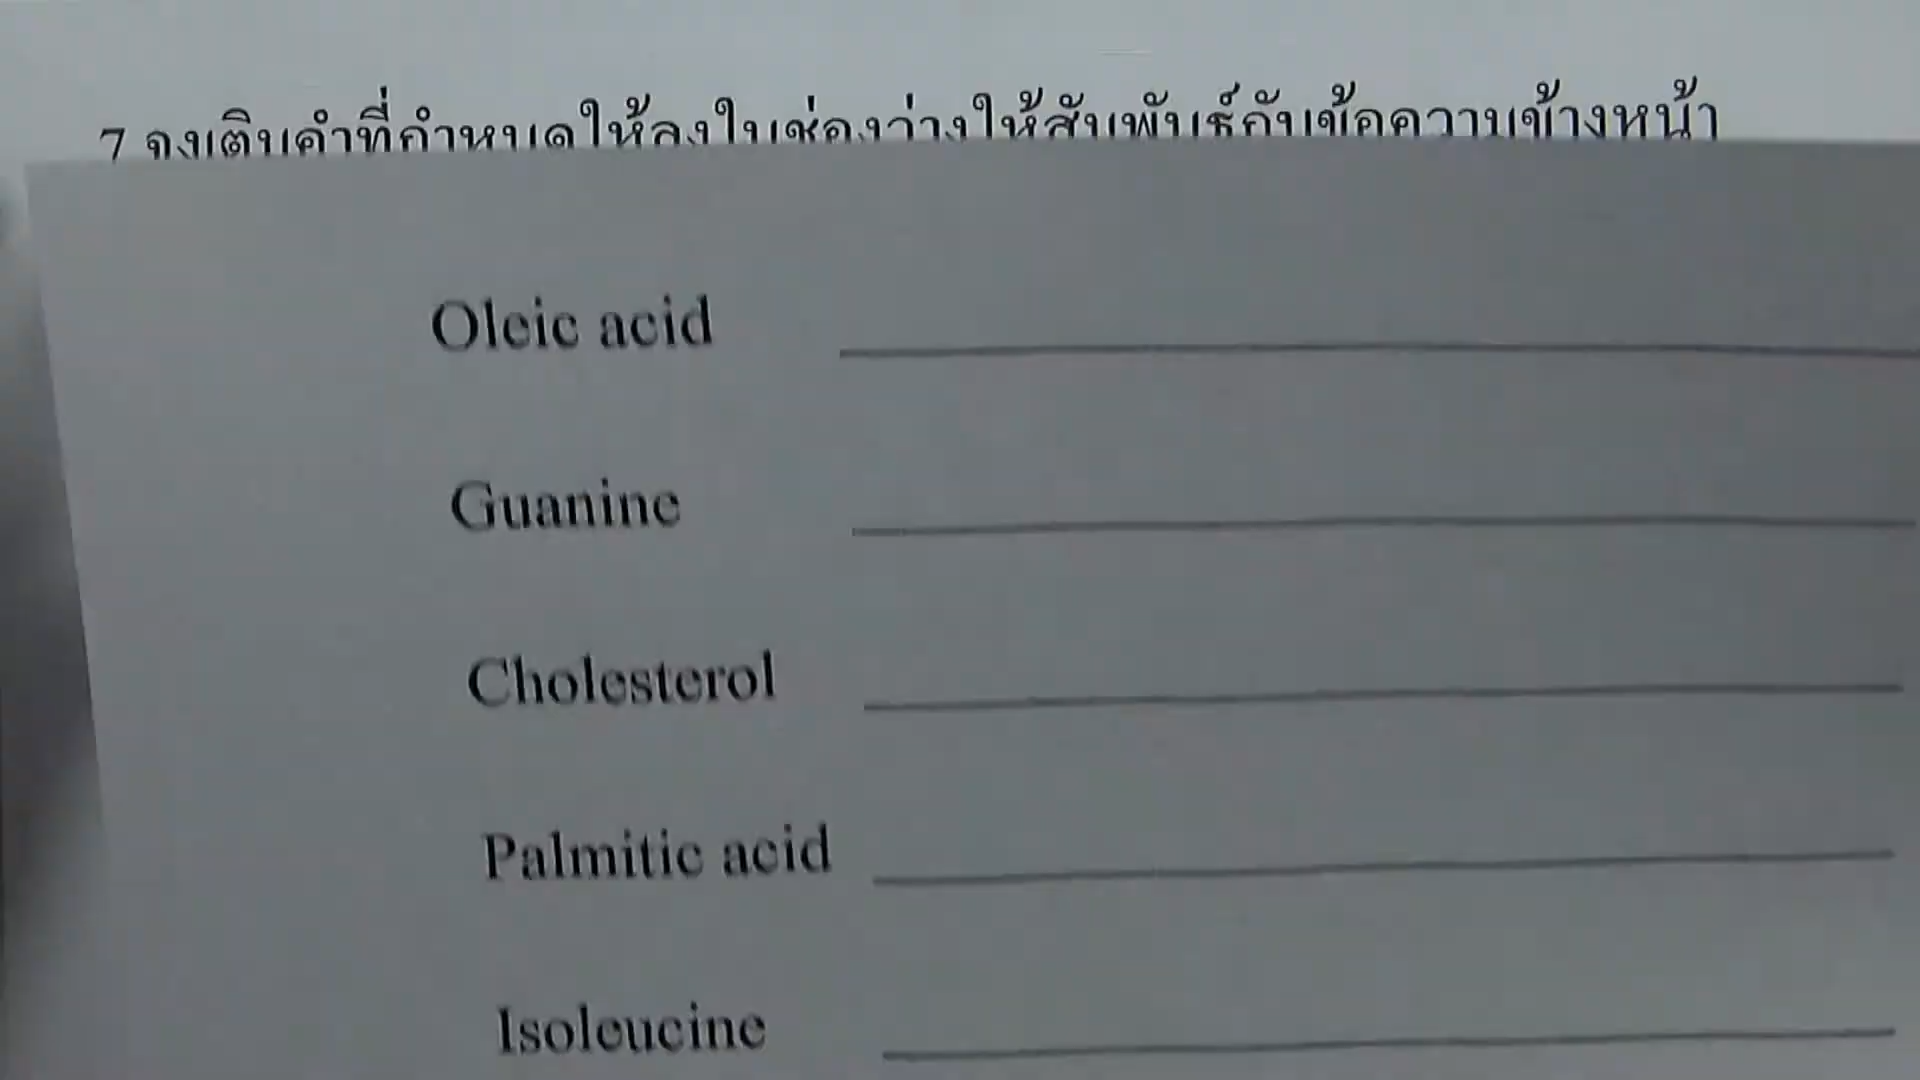 7 จงเติมคำที่กำหนดให้ลงในช่องว่างให้สัมพันธ์กับข้อความข้างหน้า
Oleic acid
Guanine
Cholesterol
Palmitic acid
Isoleucine